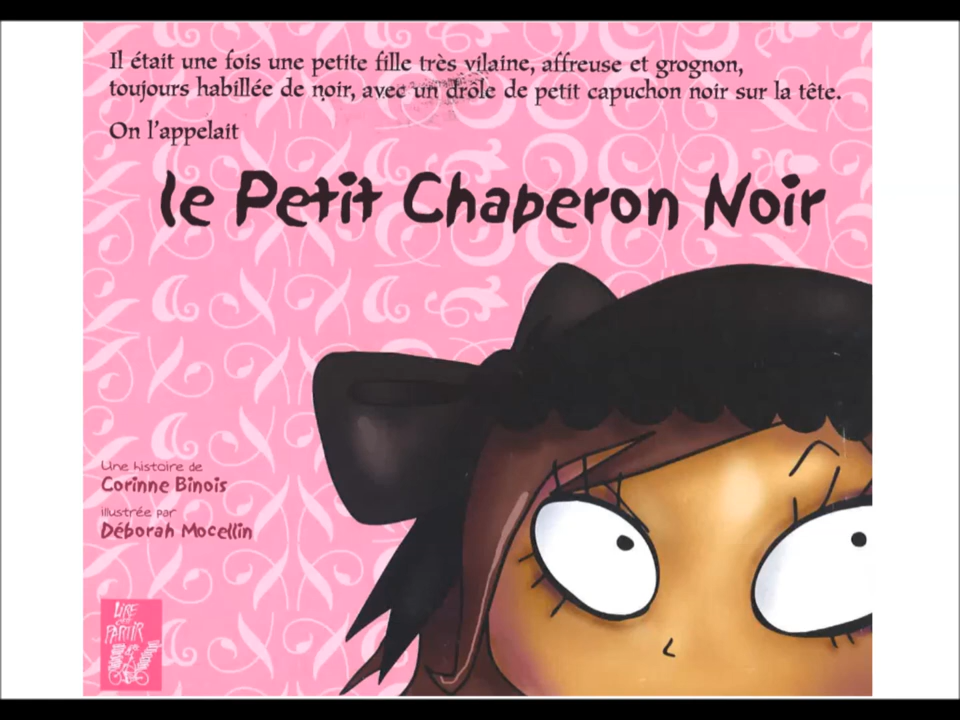 Il était une fois une petite fille très vilaine, affreuse et grognon,
toujours habillée de noir, avec un drôle de petit capuchon noir sur la tête.
On l'appelait
le Petit Chaperon Noir
Une histoire de
Corinne Binois
illustrée par
Déborah Mocellin
LIRE
PARTIR